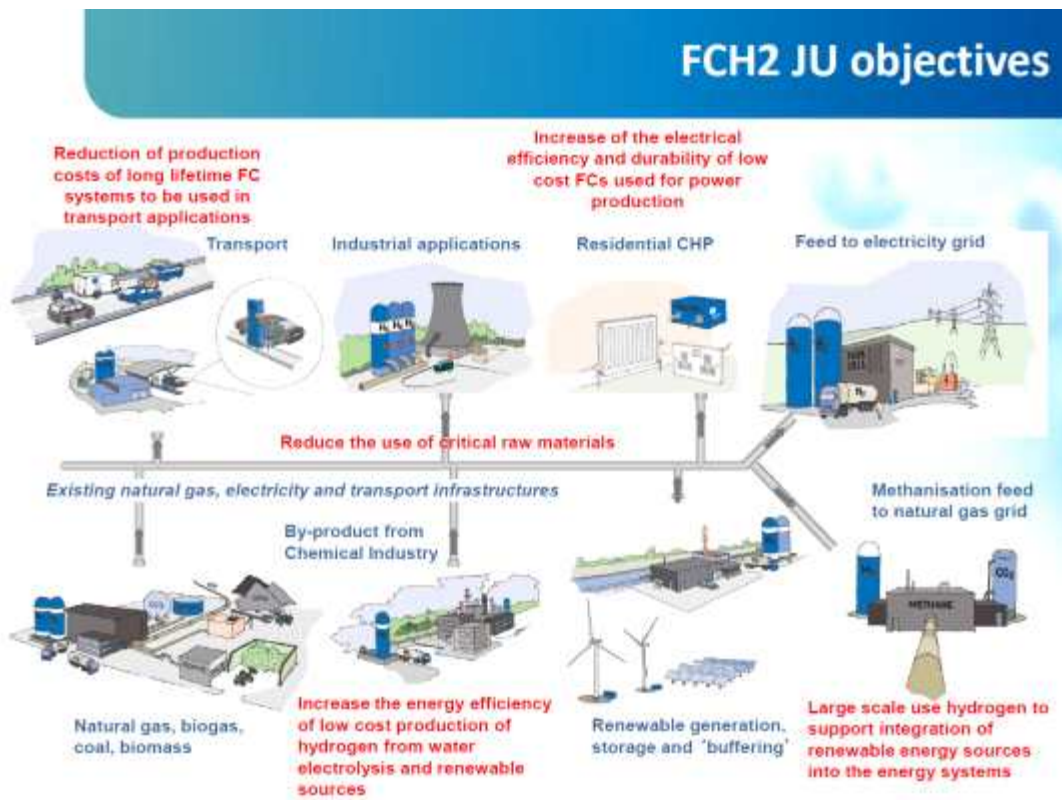 FCH2 JU objectives
Reduction of production
costs of long lifetime FC
systems to be used in
transport applications
Increase of the electrical
efficiency and durability of low
cost FCs used for power
production
Transport
Industrial applications
Residential CHP
Feed to electricity grid
H₂ H₂ H₂
H₂
Reduce the use of critical raw materials
Existing natural gas, electricity and transport infrastructures
By-product from
Chemical Industry
Methanisation feed
to natural gas grid
CO₂
METHANE
Natural gas, biogas,
coal, biomass
Increase the energy efficiency
of low cost production of
hydrogen from water
electrolysis and renewable
sources
Renewable generation,
storage and 'buffering'
Large scale use hydrogen to
support integration of
renewable energy sources
into the energy systems